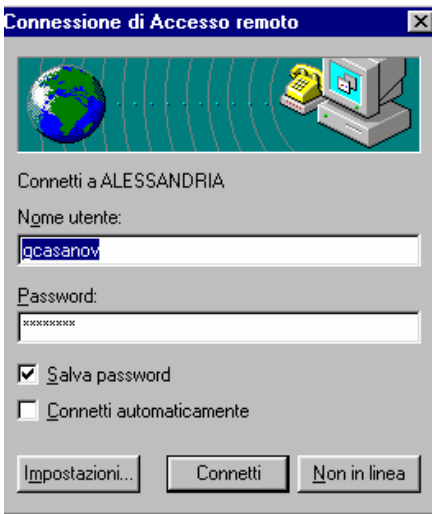 Connessione di Accesso remoto
Connetti a ALESSANDRIA
Nome utente:
gcasanov
Password:
********
Salva password
Connetti automaticamente
Impostazioni... Connetti Non in linea